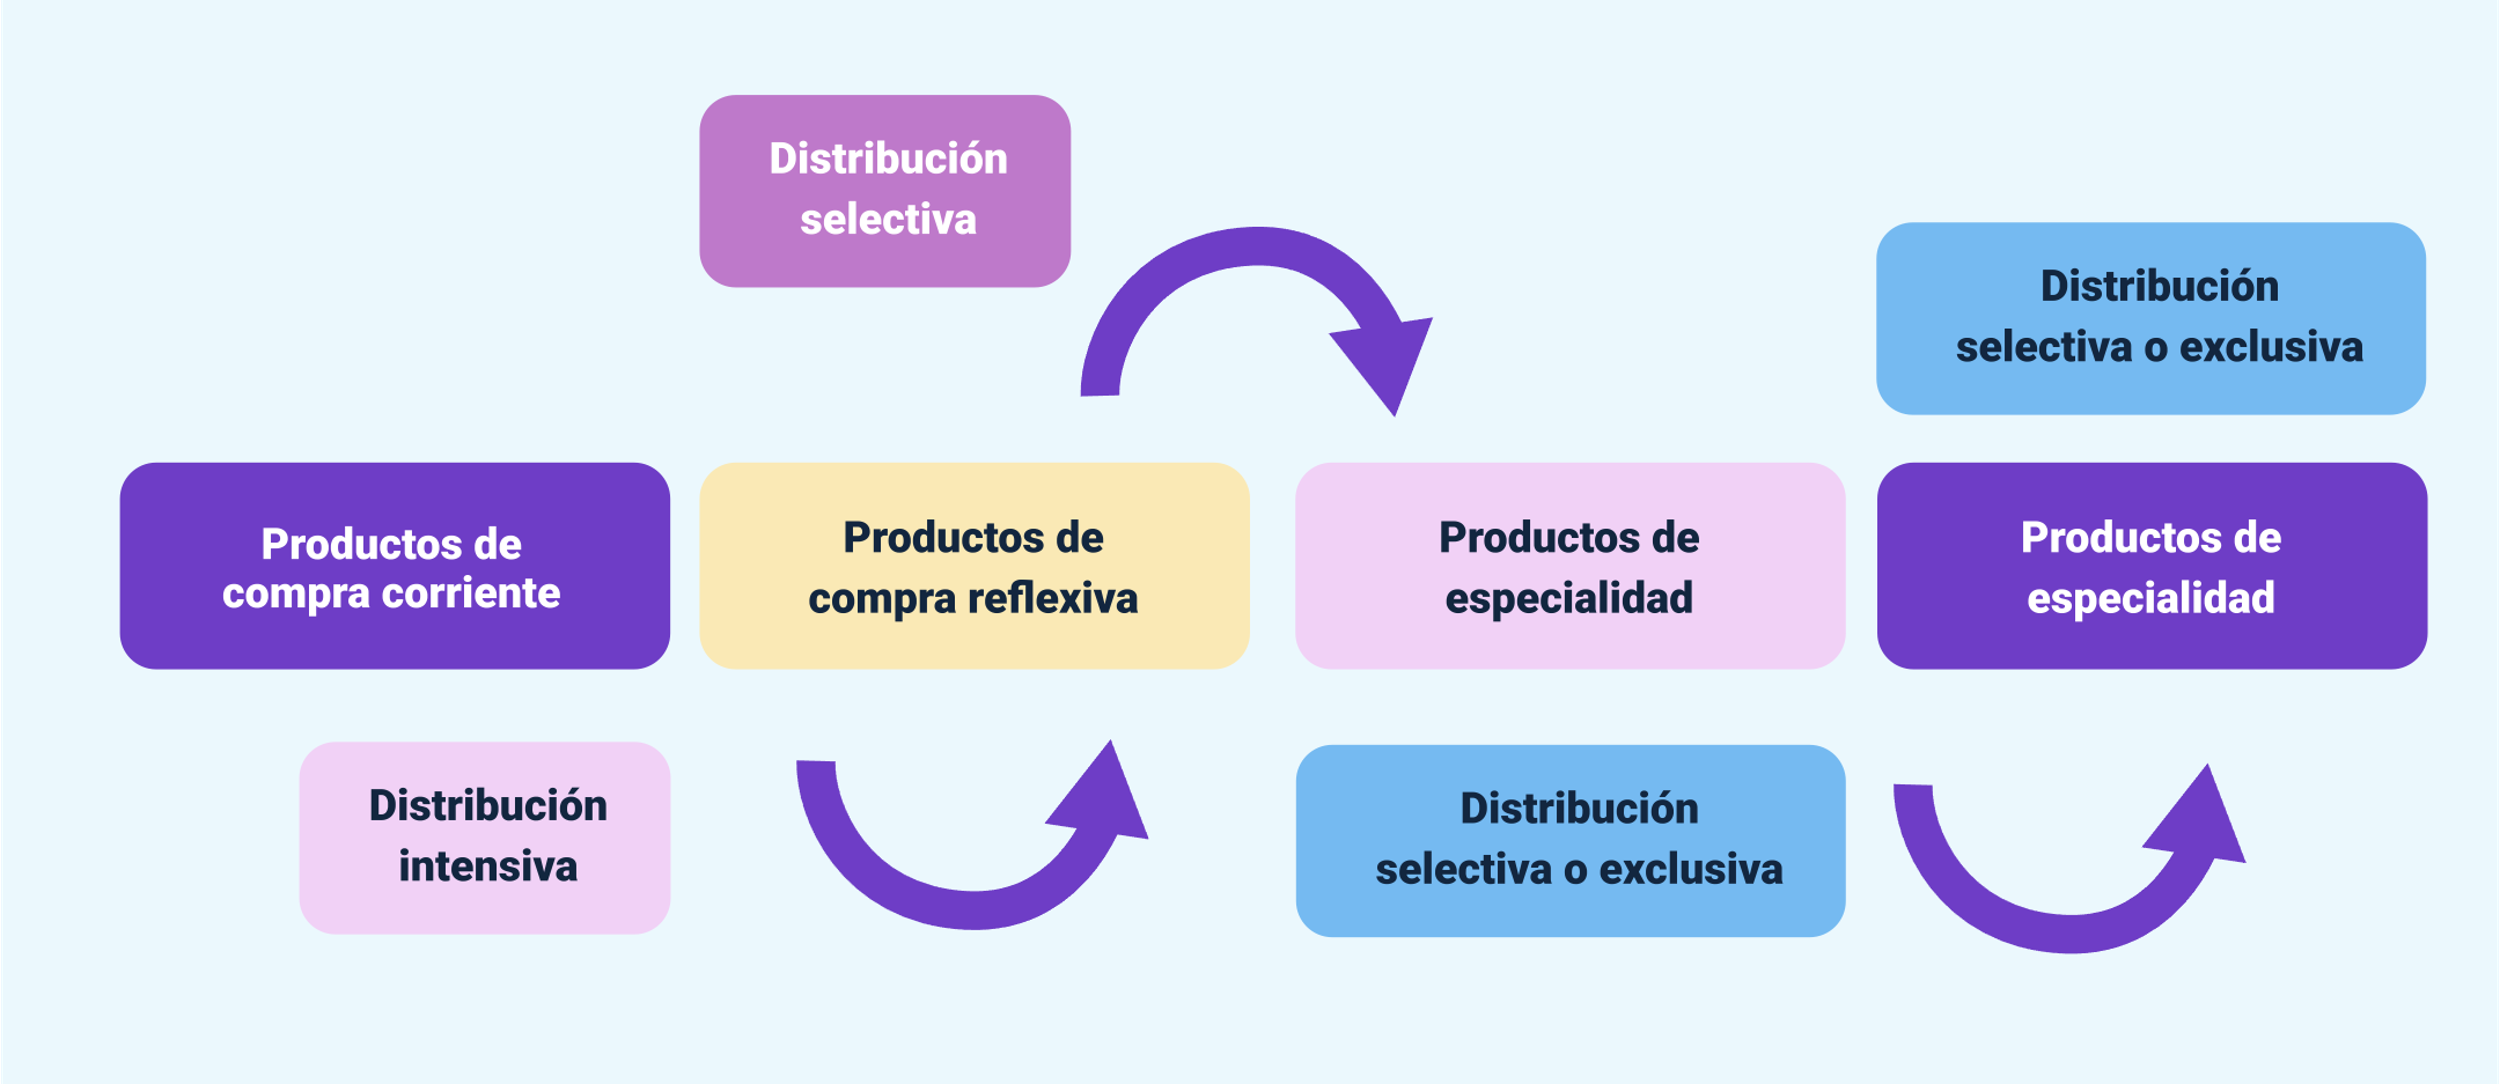 Distribución
selectiva
Distribución
selectiva o exclusiva
Productos de
compra corriente
Productos de
compra reflexiva
Productos de
especialidad
Productos de
especialidad
Distribución
intensiva
Distribución
selectiva o exclusiva